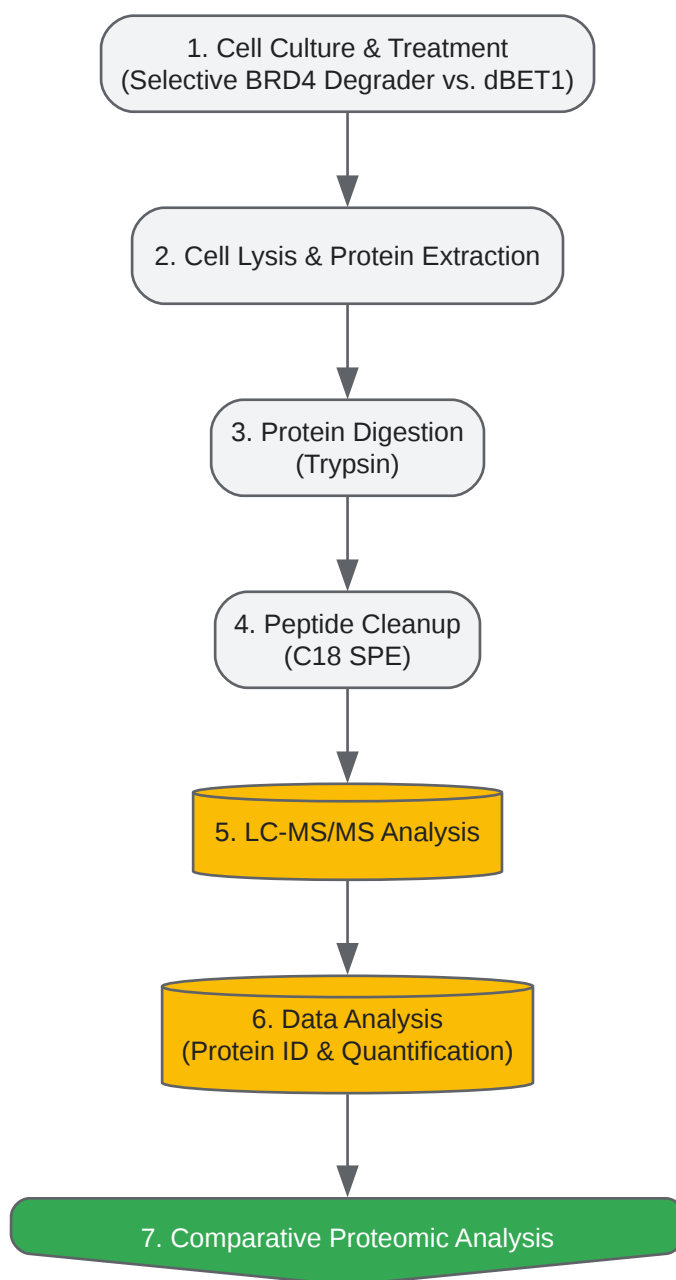 1. Cell Culture & Treatment
(Selective BRD4 Degrader vs. dBET1)
2. Cell Lysis & Protein Extraction
3. Protein Digestion
(Trypsin)
4. Peptide Cleanup
(C18 SPE)
5. LC-MS/MS Analysis
6. Data Analysis
(Protein ID & Quantification)
7. Comparative Proteomic Analysis